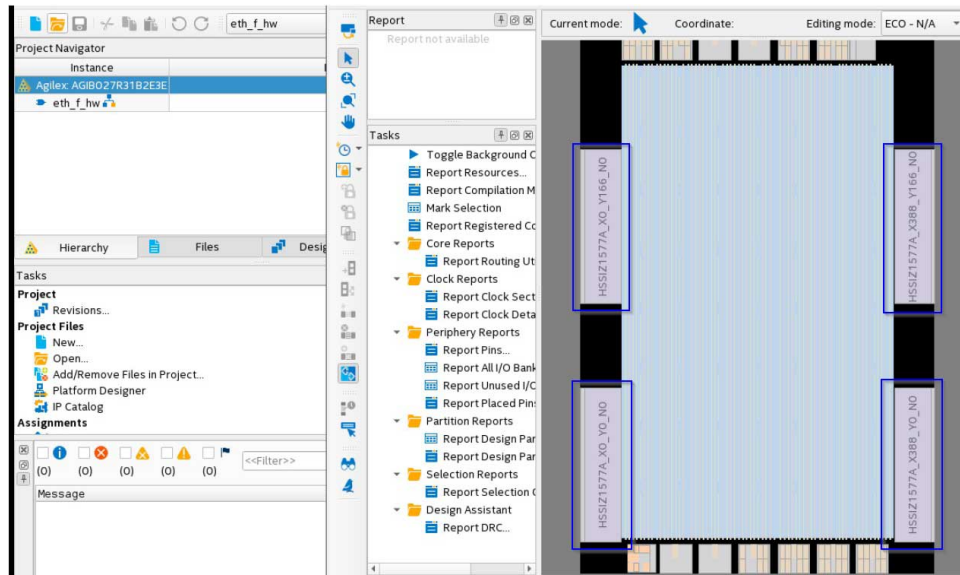 eth_f_hw
Project Navigator
Instance
Agilex: AGIB027R31B2E3E
eth_f_hw
Hierarchy
Files
Desig
Tasks
Project
Revisions...
Project Files
New...
Open...
Add/Remove Files in Project...
Platform Designer
IP Catalog
Assignments
(0) (0) (0) (0) (0)
<<Filter>>
Message
Report
Report not available
Tasks
Toggle Background C
Report Resources...
Report Compilation M
Mark Selection
Report Registered Co
Core Reports
Report Routing Ut
Clock Reports
Report Clock Sect
Report Clock Deta
Periphery Reports
Report Pins...
Report All I/O Bank
Report Unused I/O
Report Placed Pins
Partition Reports
Report Design Par
Report Design Par
Selection Reports
Report Selection C
Design Assistant
Report DRC...
Current mode:
Coordinate:
Editing mode: ECO - N/A
HSSIZ1577A_X0_Y166_N0
HSSIZ1577A_X388_Y166_N0
HSSIZ1577A_X0_Y0_N0
HSSIZ1577A_X388_Y0_N0